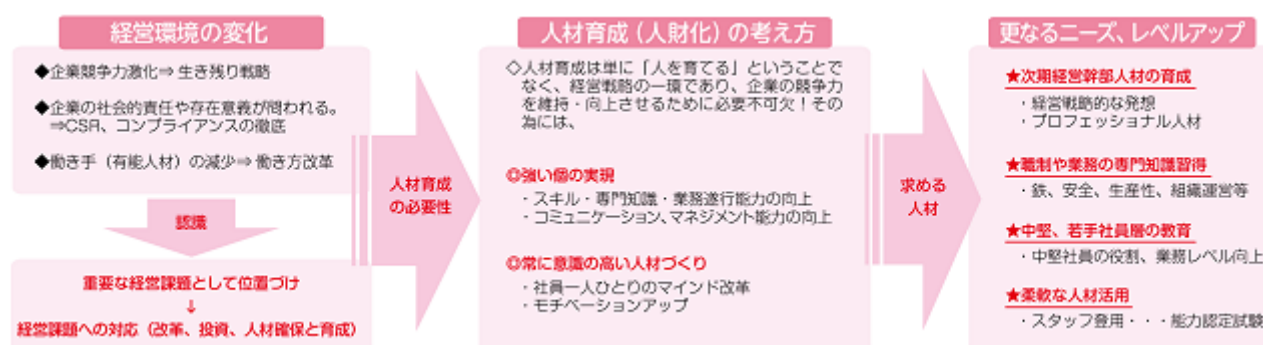 経営環境の変化
◆企業競争力激化⇒生き残り戦略
◆企業の社会的責任や存在意義が問われる。
⇒CSR、コンプライアンスの徹底
◆働き手（有能人材）の減少⇒働き方改革
認識
重要な経営課題として位置づけ
↓
経営課題への対応（改革、投資、人材確保と育成）
人材育成
の必要性
人材育成（人財化）の考え方
◇人材育成は単に「人を育てる」ということで
なく、経営戦略の一環であり、企業の競争力
を維持・向上させるために必要不可欠！その
為には、
◎強い個の実現
・スキル・専門知識・業務遂行能力の向上
・コミュニケーション、マネジメント能力の向上
◎常に意識の高い人材づくり
・社員一人ひとりのマインド改革
・モチベーションアップ
求める
人材
更なるニーズ、レベルアップ
★次期経営幹部人材の育成
・経営戦略的な発想
・プロフェッショナル人材
★職制や業務の専門知識習得
・鉄、安全、生産性、組織運営等
★中堅、若手社員層の教育
・中堅社員の役割、業務レベル向上
★柔軟な人材活用
・スタッフ登用・・・能力認定試験